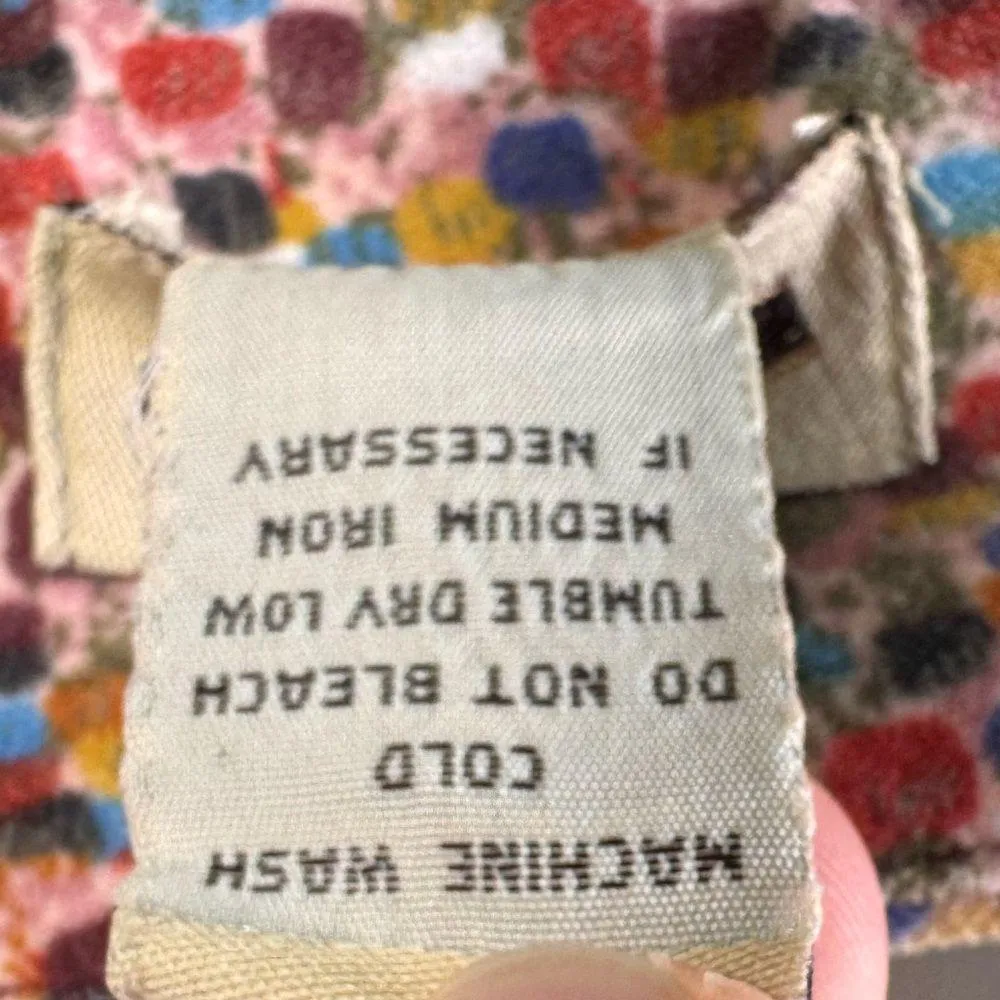 MACHINE WASH
COLD
DO NOT BLEACH
TUMBLE DRY LOW
MEDIUM IRON
IF NECESSARY